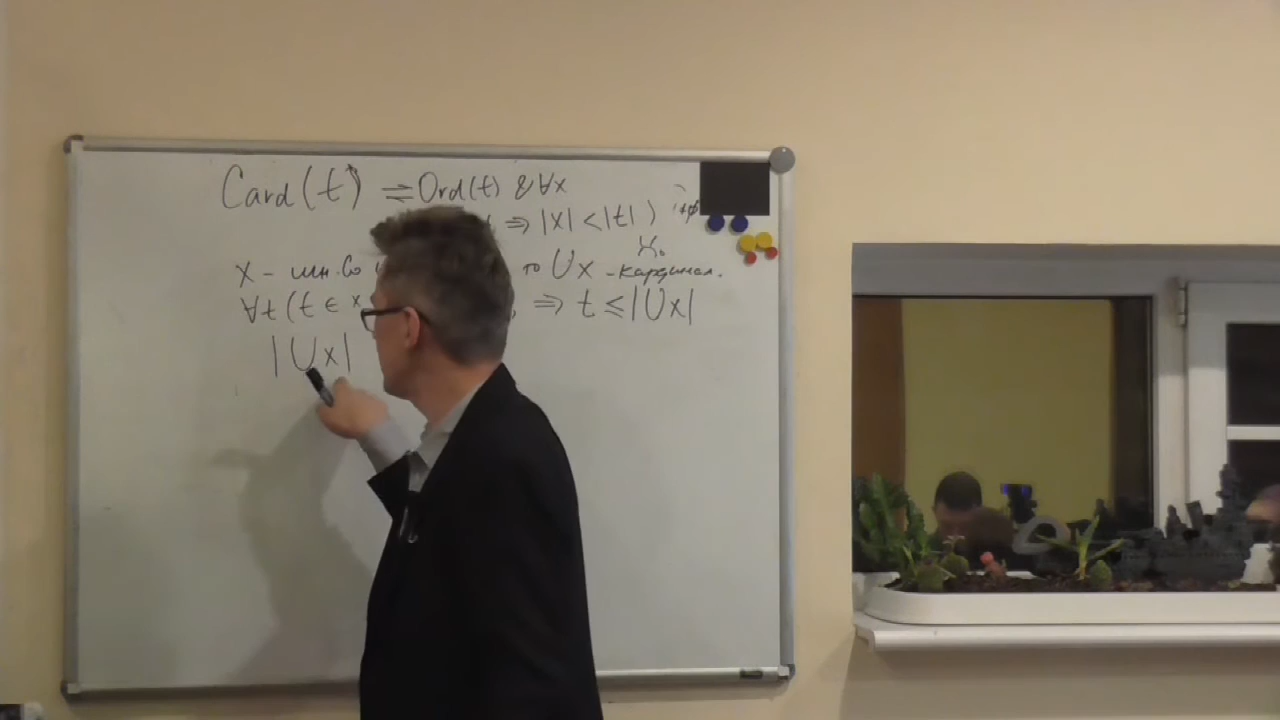 Card(t) ⇌ Ord(t) & ∀x
⇒ |x| < |t| )
ℵ₀
x - мн.во то ∪x - кардинал.
∀t (t ∈ x ⇒ t ≤ |∪x|
|∪x|